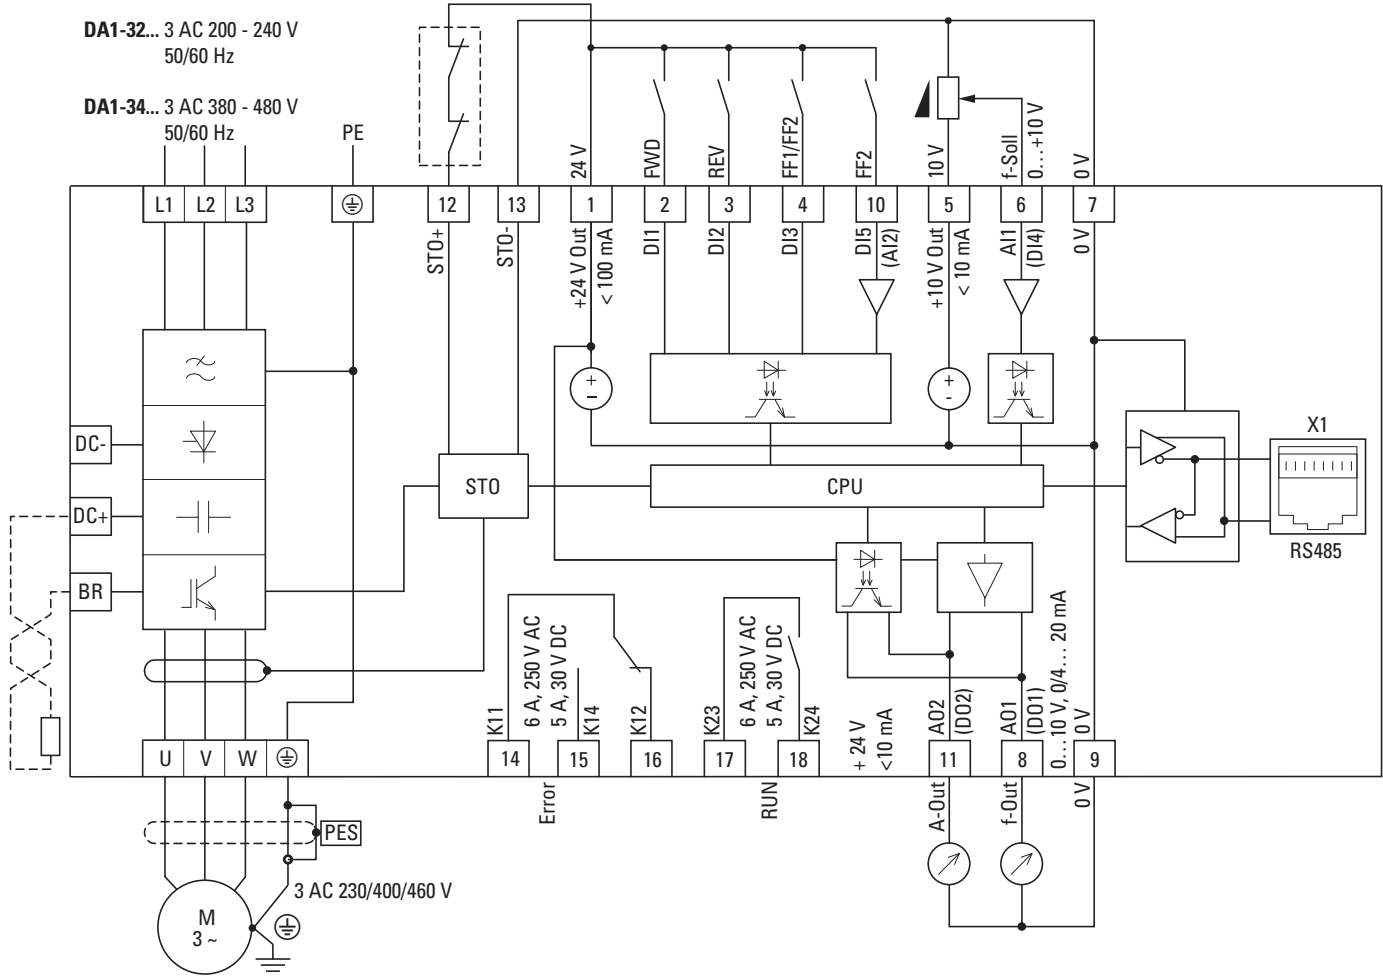 DA1-32... 3 AC 200 - 240 V
50/60 Hz
DA1-34... 3 AC 380 - 480 V
50/60 Hz
PE
24 V
FWD
REV
FF1/FF2
FF2
10 V
f-Soll
0…+10 V
0 V
L1
L2
L3
12
13
1
2
3
4
10
5
6
7
STO+
STO-
+24 V Out
< 100 mA
DI1
DI2
DI3
DI5
(AI2)
+10 V Out
< 10 mA
AI1
(DI4)
0 V
+
−
+
-
DC-
DC+
BR
STO
CPU
X1
RS485
K11
6 A, 250 V AC
5 A, 30 V DC
K14
K12
K23
6 A, 250 V AC
5 A, 30 V DC
K24
+ 24 V
<10 mA
AO2
(DO2)
AO1
(DO1)
0…10 V, 0/4… 20 mA
0 V
U
V
W
14
15
16
17
18
11
8
9
Error
RUN
A-Out
f-Out
0 V
PES
3 AC 230/400/460 V
M
3 ~